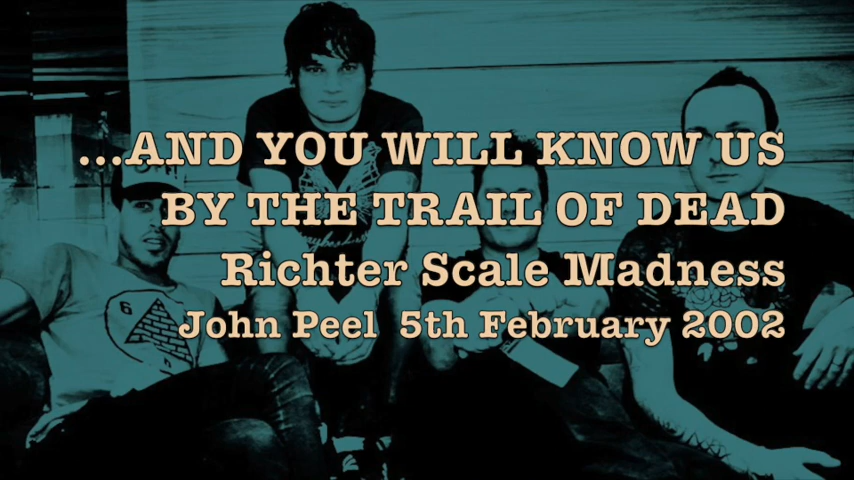 ...AND YOU WILL KNOW US
BY THE TRAIL OF DEAD
Richter Scale Madness
John Peel 5th February 2002